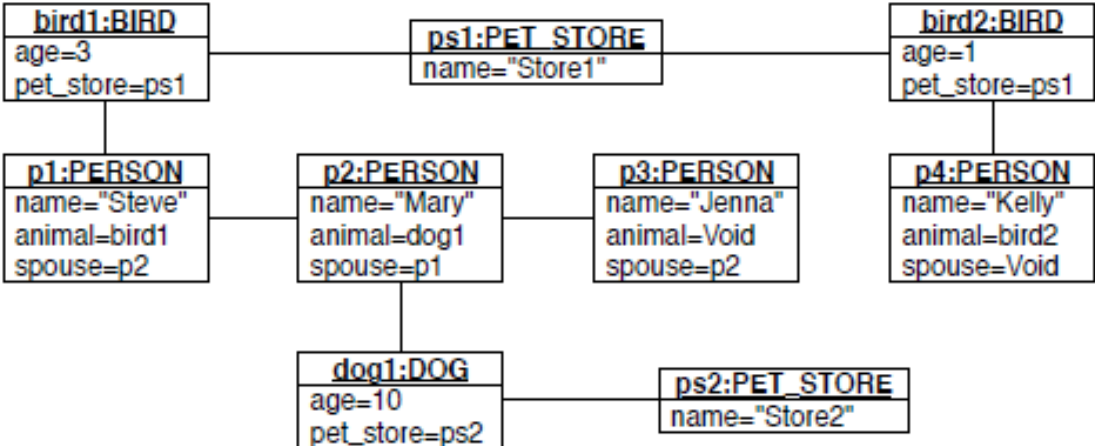 bird1:BIRD
age=3
pet_store=ps1
ps1:PET_STORE
name="Store1"
bird2:BIRD
age=1
pet_store=ps1
p1:PERSON
name="Steve"
animal=bird1
spouse=p2
p2:PERSON
name="Mary"
animal=dog1
spouse=p1
p3:PERSON
name="Jenna"
animal=Void
spouse=p2
p4:PERSON
name="Kelly"
animal=bird2
spouse=Void
dog1:DOG
age=10
pet_store=ps2
ps2:PET_STORE
name="Store2"